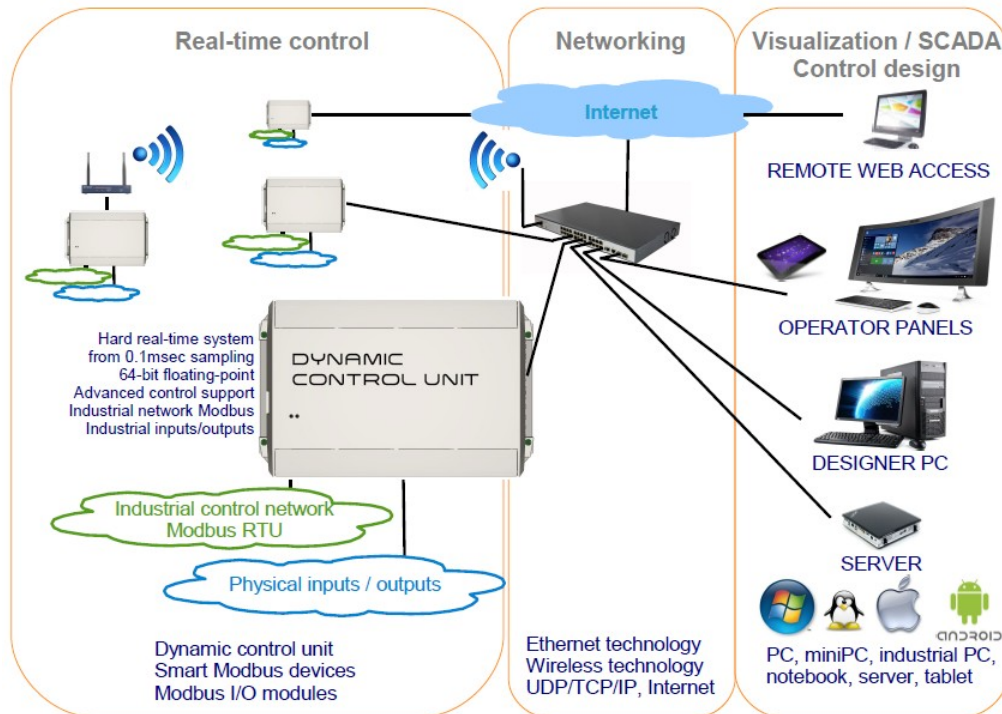 Real-time control
Networking
Visualization / SCADA
Control design
Internet
REMOTE WEB ACCESS
OPERATOR PANELS
Hard real-time system
from 0.1msec sampling
64-bit floating-point
Advanced control support
Industrial network Modbus
Industrial inputs/outputs
DYNAMIC
CONTROL UNIT
DESIGNER PC
Industrial control network
Modbus RTU
Physical inputs / outputs
SERVER
ANDROID
Dynamic control unit
Smart Modbus devices
Modbus I/O modules
Ethernet technology
Wireless technology
UDP/TCP/IP, Internet
PC, miniPC, industrial PC,
notebook, server, tablet